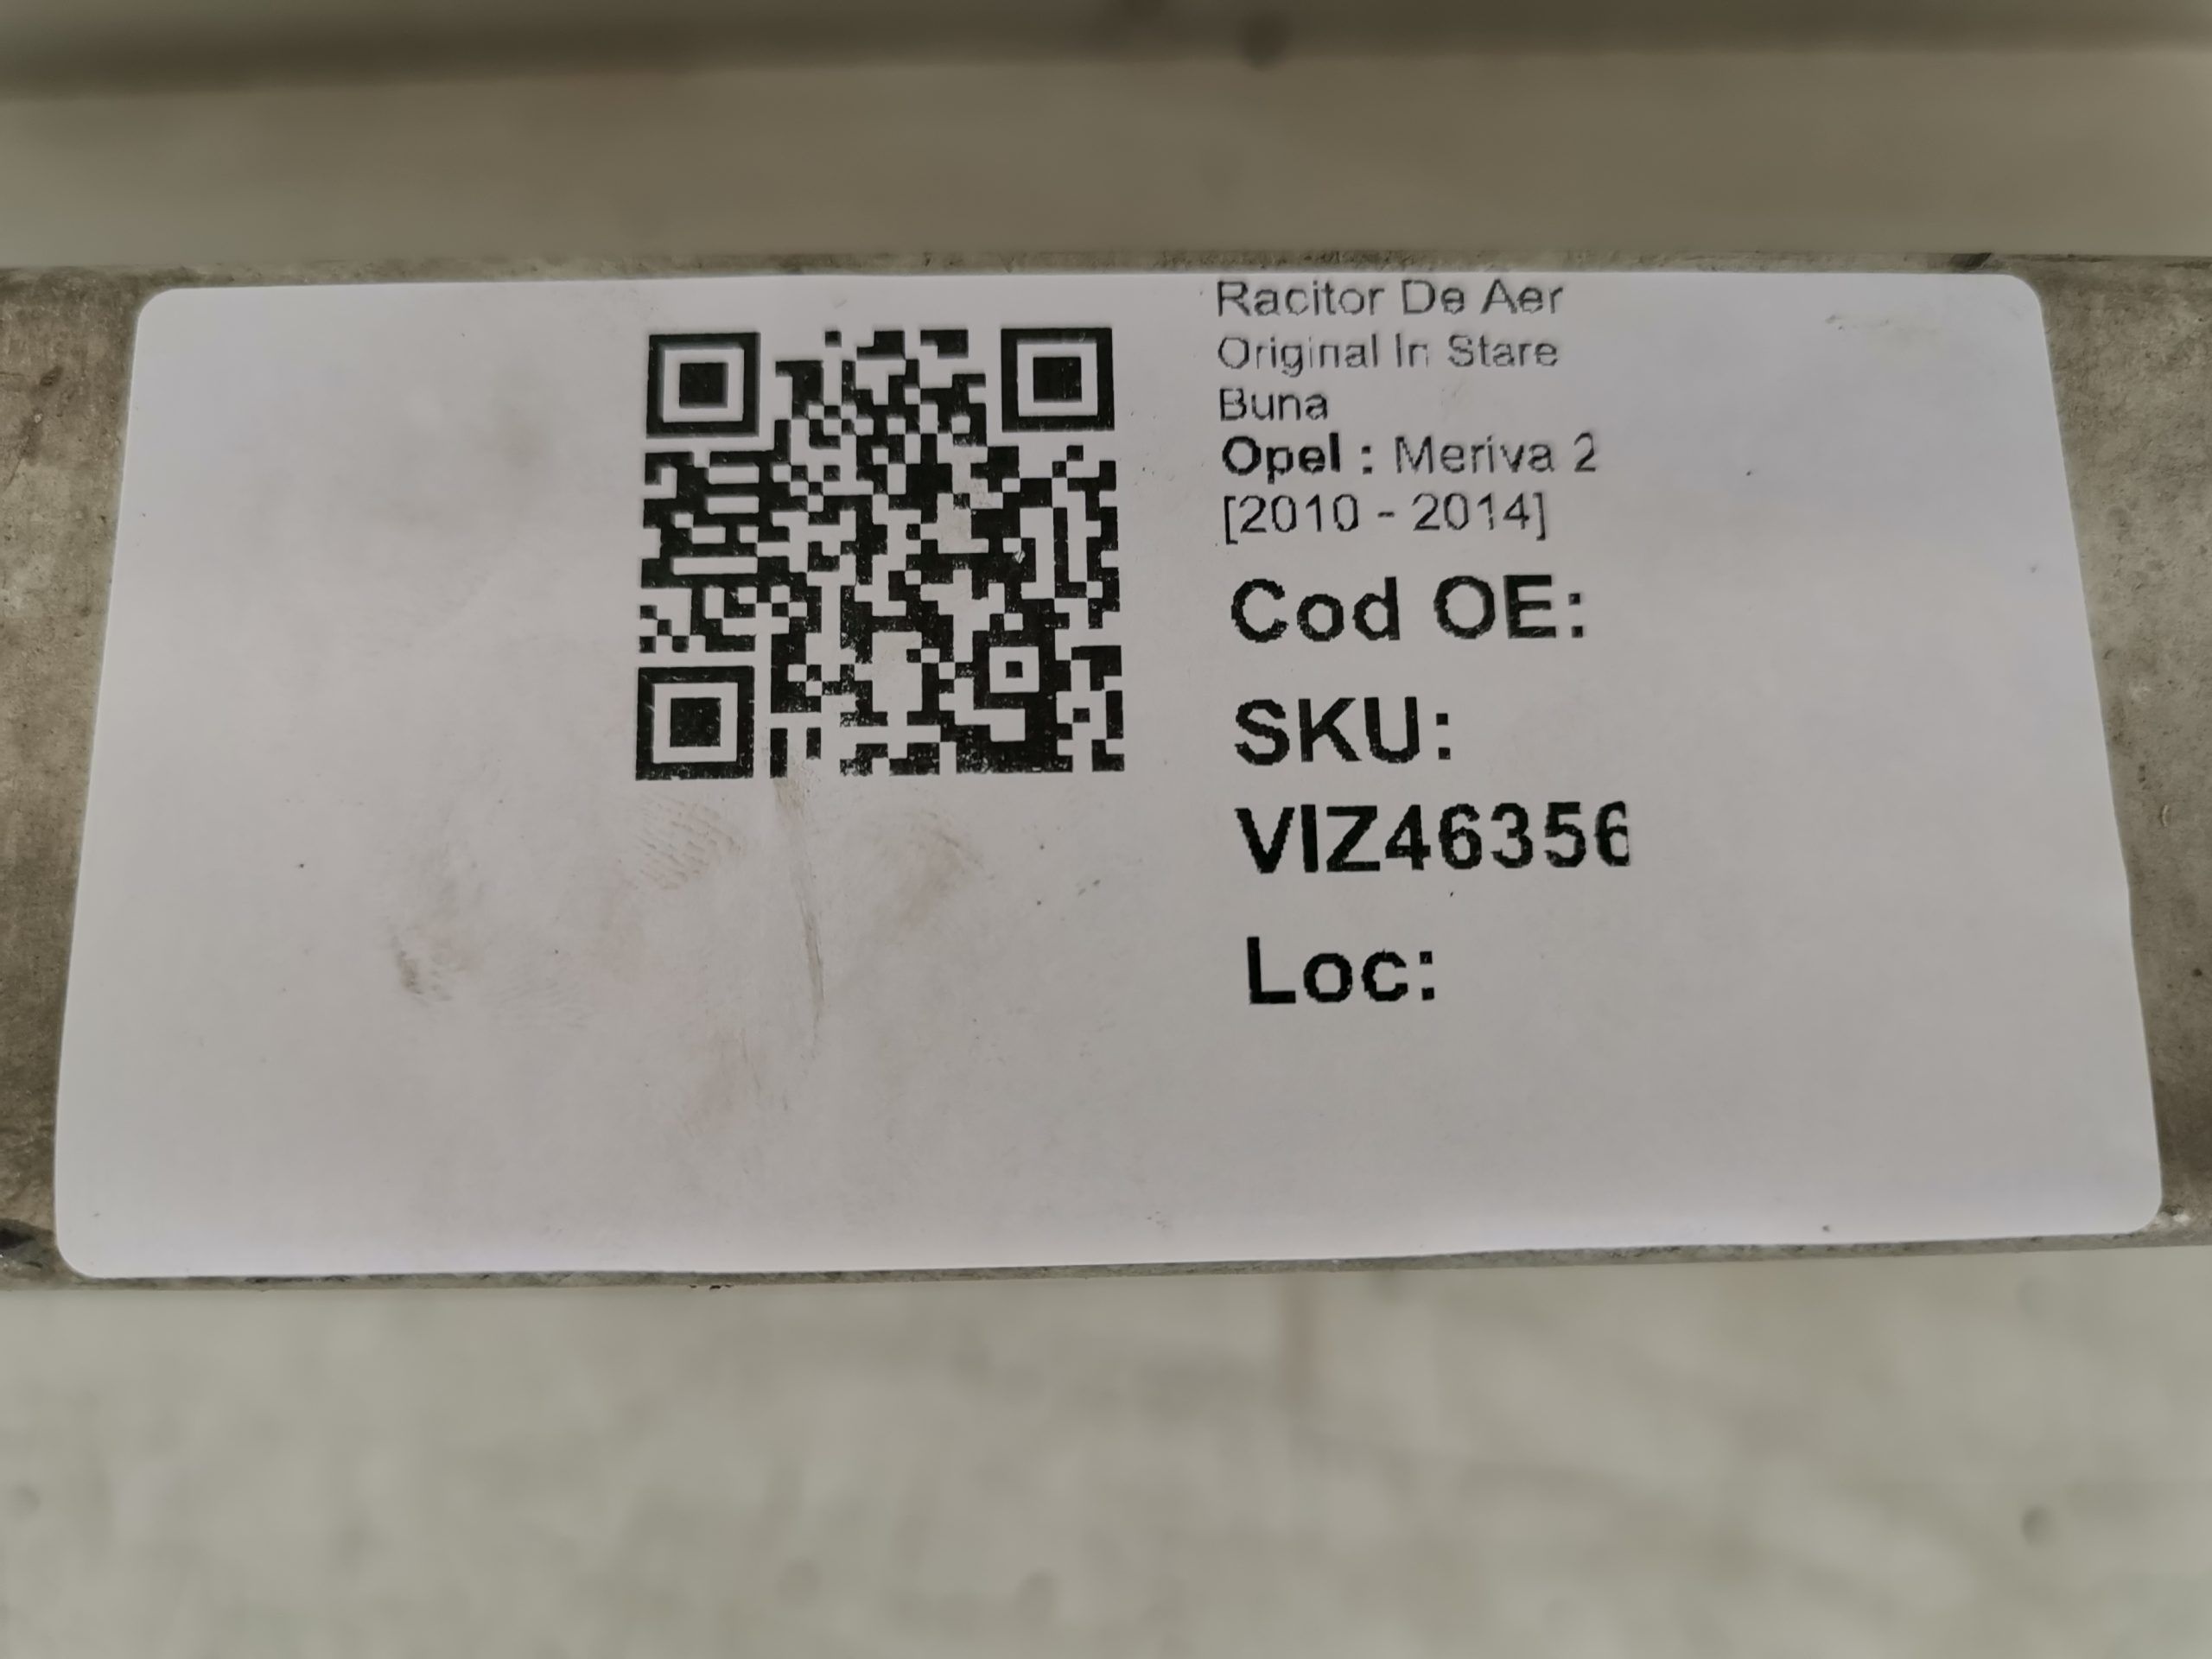 Racitor De Aer
Original In Stare
Buna
Opel : Meriva 2
[2010 - 2014]
Cod OE:
SKU:
VIZ46356
Loc: